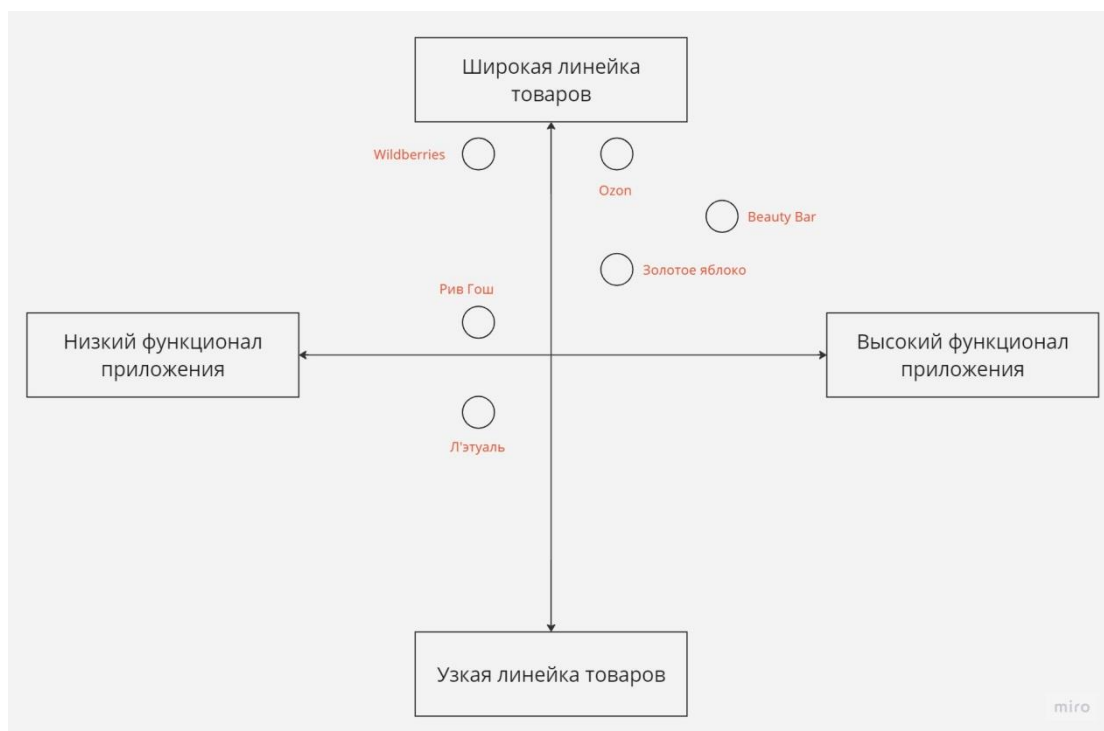 Широкая линейка
товаров
Wildberries
Ozon
Beauty Bar
Золотое яблоко
Рив Гош
Низкий функционал
приложения
Высокий функционал
приложения
Л'этуаль
Узкая линейка товаров
miro